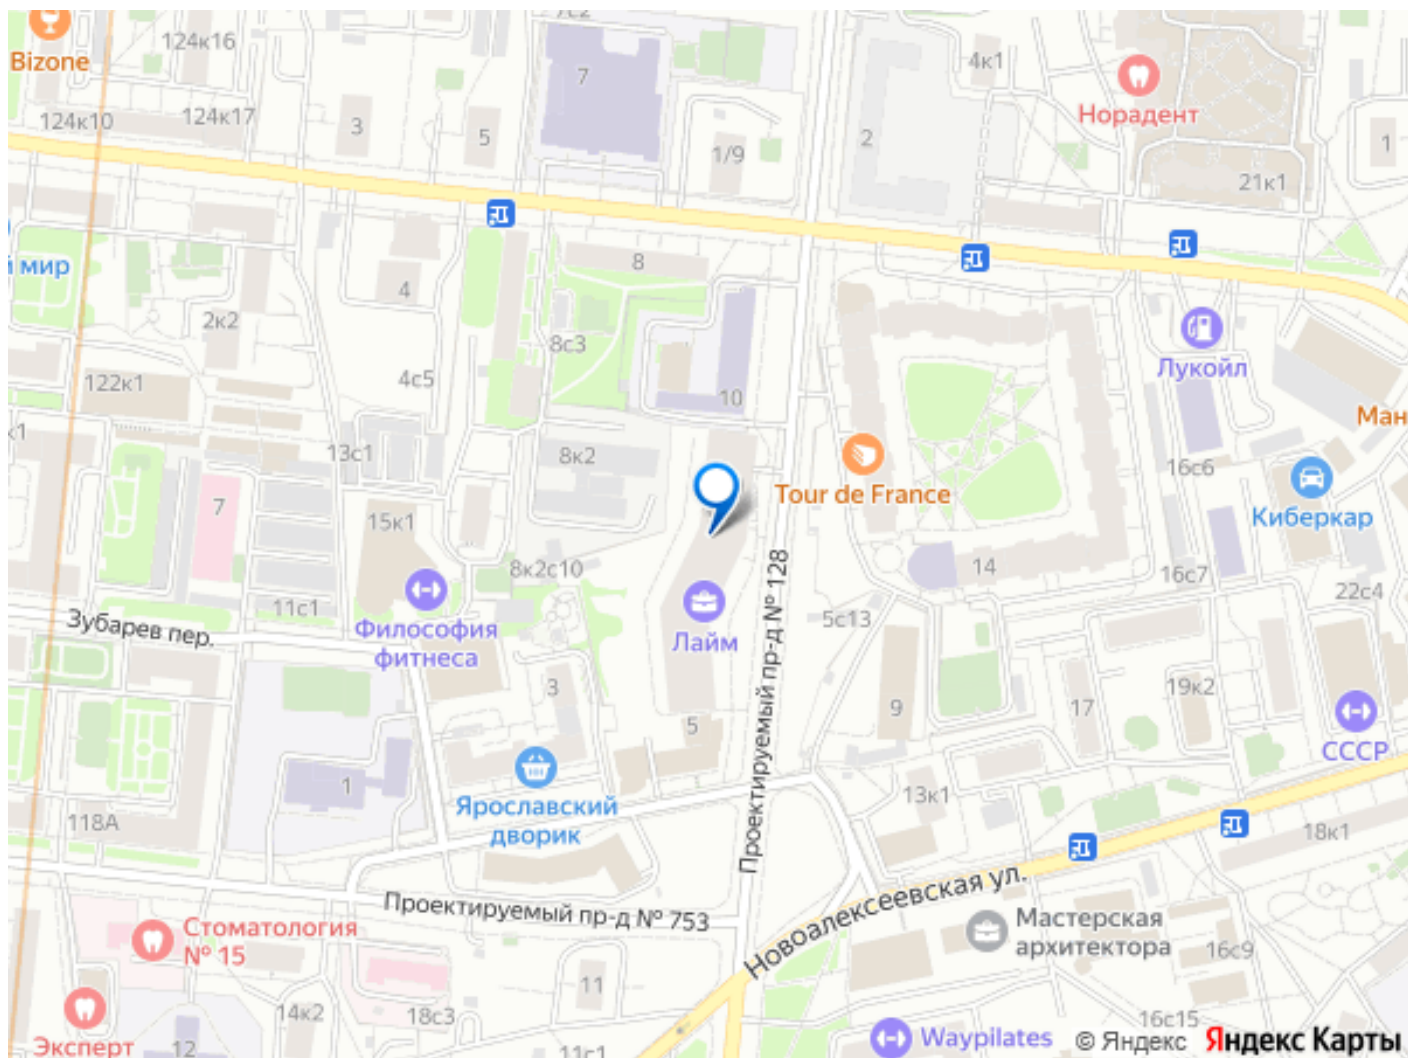 7с2
124к16
Bizone
7
4к1
Норадент
124к10
124к17
3
5
1/9
2
1
21к1
й мир
8
4
2к2
8с3
Лукойл
122к1
4с5
10
Ман
к1
13с1
8к2
16с6
Tour de France
7
15к1
Киберкар
8к2с10
14
16с7
22с4
11с1
Зубарев пер.
Философия
фитнеса
Лайм
Проектируемый пр-д № 128
5с13
3
5
9
17
19к2
СССР
1
Ярославский
дворик
13к1
118А
18к1
Проектируемый пр-д № 753
Новоалексеевская ул.
Стоматология
№ 15
Мастерская
архитектора
16с9
11
14к2
18с3
16с15
Эксперт
12
11с1
Waypilates
© Яндекс
Яндекс Карты